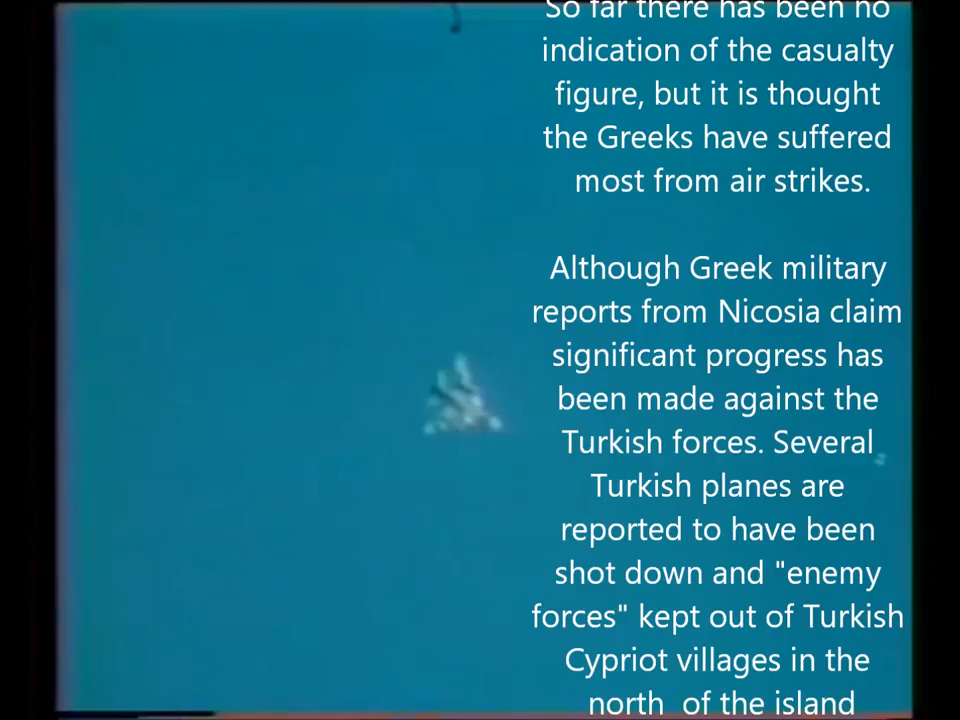 So far there has been no
indication of the casualty
figure, but it is thought
the Greeks have suffered
most from air strikes.
Although Greek military
reports from Nicosia claim
significant progress has
been made against the
Turkish forces. Several
Turkish planes are
reported to have been
shot down and "enemy
forces" kept out of Turkish
Cypriot villages in the
north  of the island